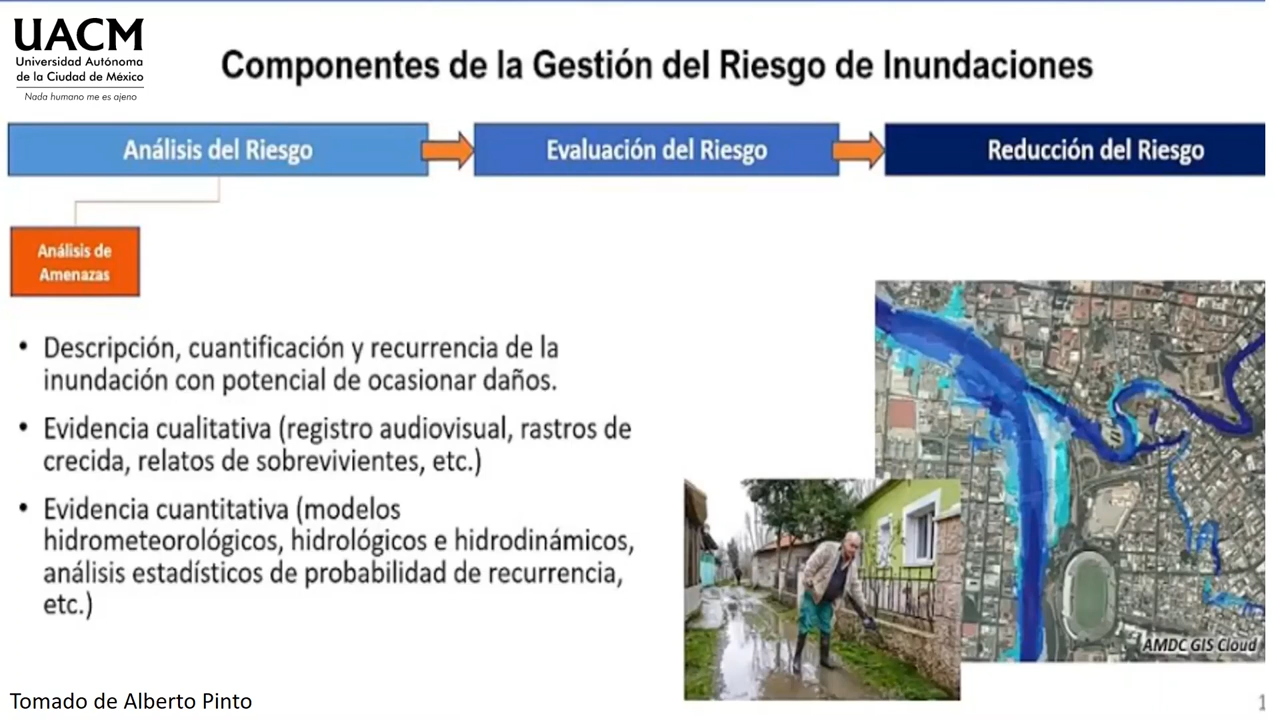 UACM
Universidad Autónoma
de la Ciudad de México
Nada humano me es ajeno
Componentes de la Gestión del Riesgo de Inundaciones
Análisis del Riesgo
Evaluación del Riesgo
Reducción del Riesgo
Análisis de
Amenazas
• Descripción, cuantificación y recurrencia de la
inundación con potencial de ocasionar daños.
• Evidencia cualitativa (registro audiovisual, rastros de
crecida, relatos de sobrevivientes, etc.)
• Evidencia cuantitativa (modelos
hidrometeorológicos, hidrológicos e hidrodinámicos,
análisis estadísticos de probabilidad de recurrencia,
etc.)
AMDC GIS Cloud
Tomado de Alberto Pinto
1